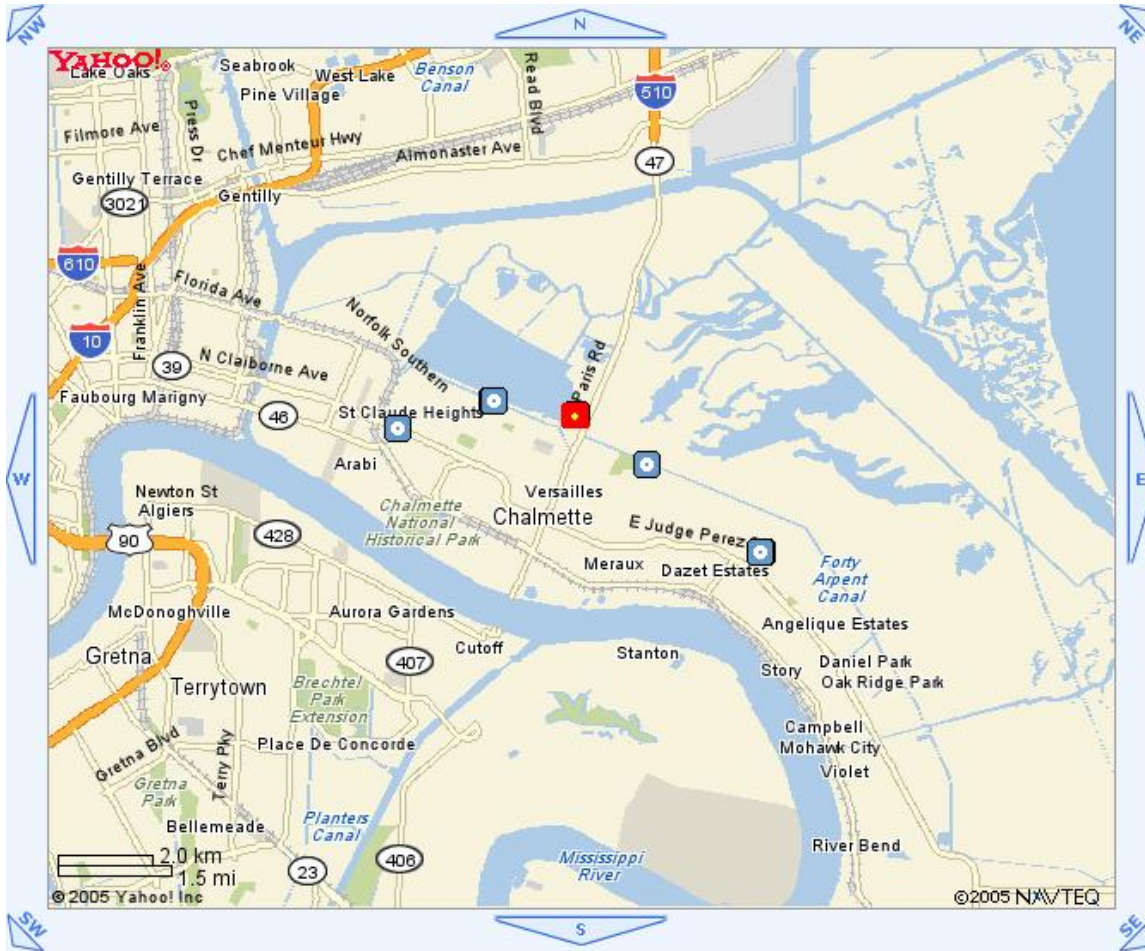 NW
N
NE
YAHOO!
Lake Oaks
Seabrook
West Lake
Pine Village
Benson
Canal
Read Blvd
510
Filmore Ave
Press Dr
Chef Menteur Hwy
Almonaster Ave
47
Gentilly Terrace
3021
Gentilly
610
Florida Ave
Franklin Ave
Norfolk Southern
10
39
N Claiborne Ave
Paris Rd
Faubourg Marigny
46
St Claude Heights
W
E
Arabi
Newton St
Algiers
Chalmette
National
Historical Park
Versailles
Chalmette
90
428
E Judge Perez
Meraux
Dazet Estates
Forty
Arpent
Canal
McDonoghville
Aurora Gardens
Angelique Estates
Gretna
407
Cutoff
Stanton
Story
Daniel Park
Oak Ridge Park
Terrytown
Brechtel
Park
Extension
Campbell
Mohawk City
Violet
Gretna Blvd
Terry Pky
Place De Concorde
Gretna
Park
Planters
Canal
Bellemeade
River Bend
2.0 km
1.5 mi
23
406
Mississippi
River
©2005 Yahoo! Inc
©2005 NAVTEQ
SW
S
SE